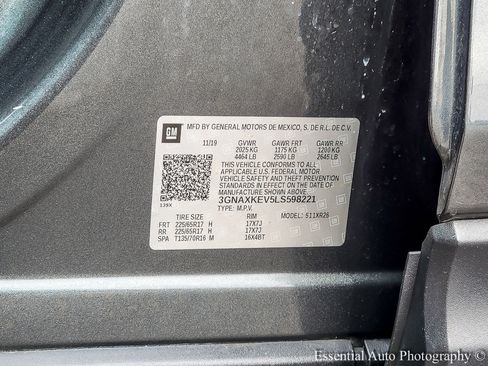 GM
MFD BY GENERAL MOTORS DE MEXICO, S. DE R.L. DE C.V.
11/19 GVWR GAWR FRT GAWR RR
2025 KG 1175 KG 1200 KG
4464 LB 2590 LB 2645 LB
THIS VEHICLE CONFORMS TO ALL
APPLICABLE U.S. FEDERAL MOTOR
VEHICLE SAFETY STANDARDS IN EFFECT ON THE
DATE OF MANUFACTURE SHOWN ABOVE.
3GNAXKEV5LS598221
TYPE: M.P.V. MODEL: 511XR26
TIRE SIZE RIM
FRT 225/65R17 H 17X7J
RR 225/65R17 H 17X7J
SPA T135/70R16 M 16X4BT
Essential Auto Photography ©